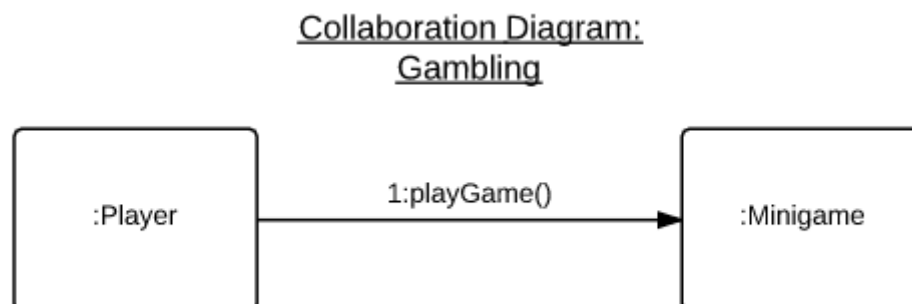 Collaboration Diagram:
Gambling
1:playGame()
:Player
:Minigame